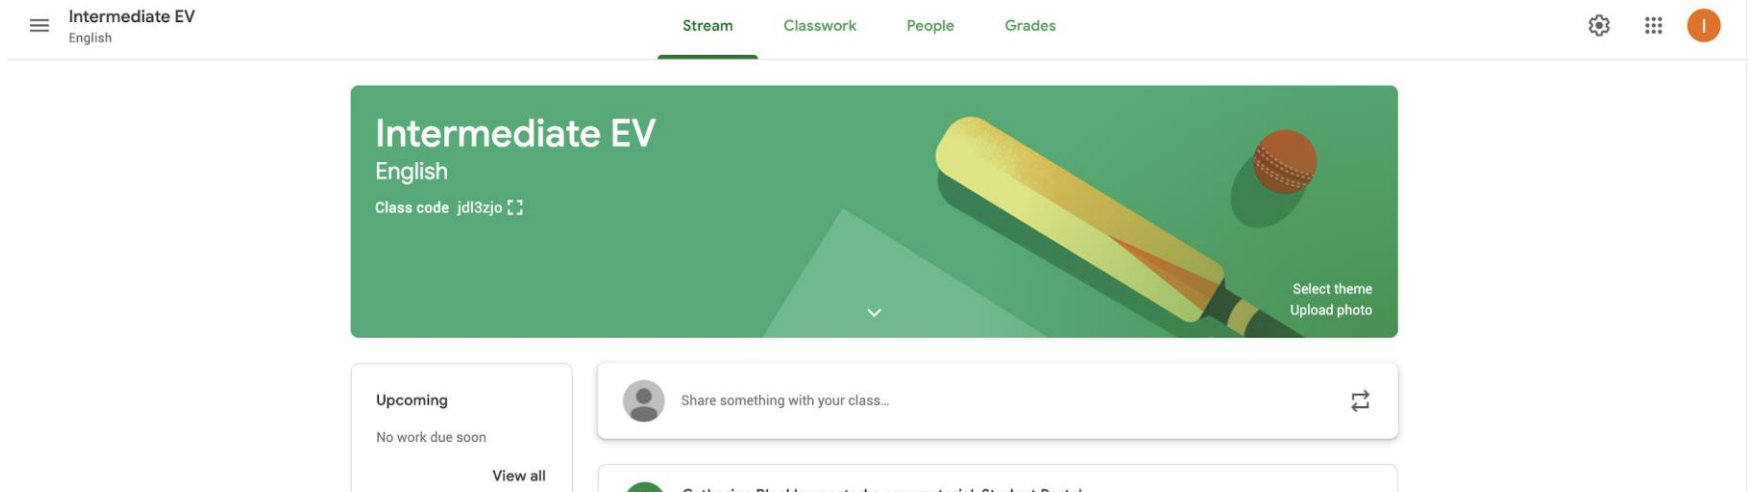 Intermediate EV
English
Stream Classwork People Grades
I
Intermediate EV
English
Class code jdl3zjo
Select theme
Upload photo
Upcoming
No work due soon
View all
Share something with your class...